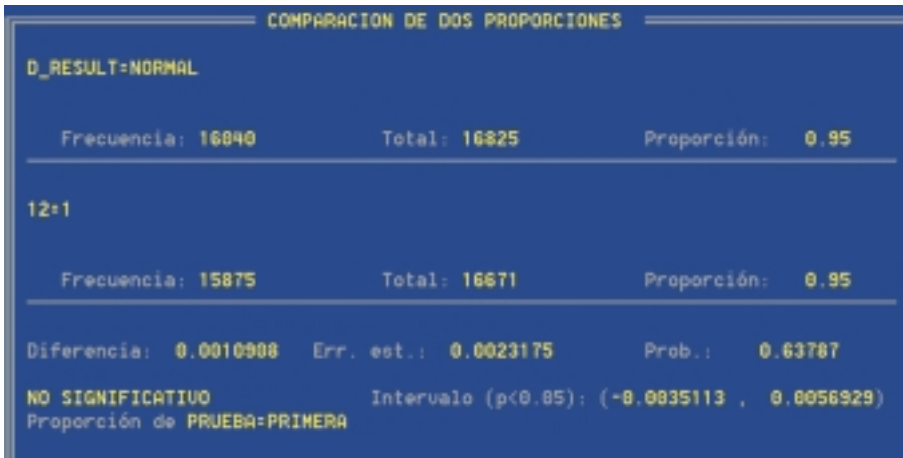 COMPARACION DE DOS PROPORCIONES
D_RESULT=NORMAL
Frecuencia: 16040 Total: 16825 Proporción: 0.95
12=1
Frecuencia: 15875 Total: 16671 Proporción: 0.95
Diferencia: 0.0010908 Err. est.: 0.0023175 Prob.: 0.63787
NO SIGNIFICATIVO Intervalo (p<0.05): (-0.0035113 , 0.0056929)
Proporción de PRUEBA=PRIMERA